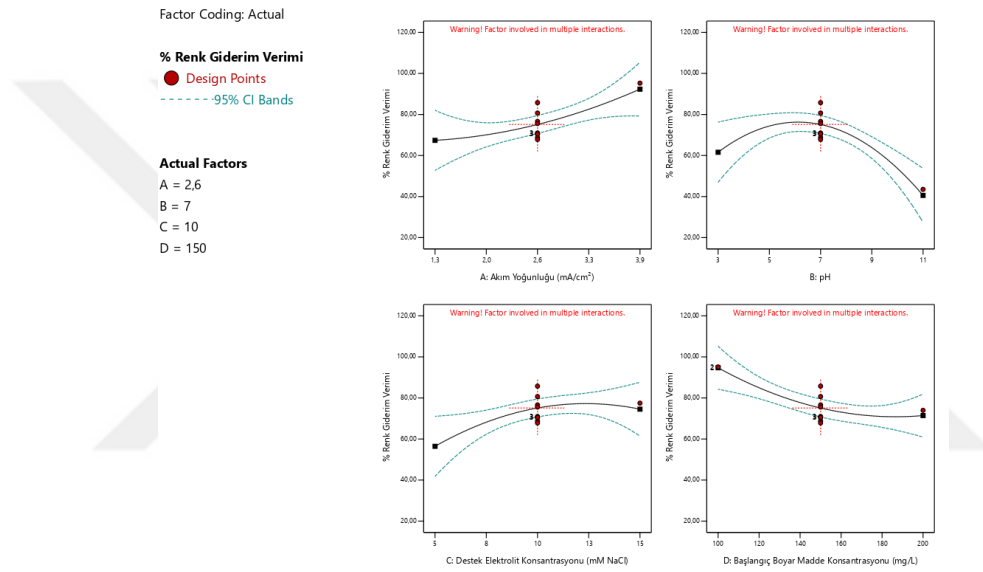 Factor Coding: Actual
% Renk Giderim Verimi
Design Points
95% CI Bands
Actual Factors
A = 2,6
B = 7
C = 10
D = 150
Warning! Factor involved in multiple interactions.
% Renk Giderim Verimi
120,00
100,00
80,00
60,00
40,00
20,00
3
1,3
2,0
2,6
3,3
3,9
A: Akım Yoğunluğu (mA/cm²)
Warning! Factor involved in multiple interactions.
% Renk Giderim Verimi
120,00
100,00
80,00
60,00
40,00
20,00
3
3
5
7
9
11
B: pH
Warning! Factor involved in multiple interactions.
% Renk Giderim Verimi
120,00
100,00
80,00
60,00
40,00
20,00
3
5
8
10
13
15
C: Destek Elektrolit Konsantrasyonu (mM NaCl)
Warning! Factor involved in multiple interactions.
% Renk Giderim Verimi
120,00
100,00
80,00
60,00
40,00
20,00
2
3
100
120
140
160
180
200
D: Başlangıç Boyar Madde Konsantrasyonu (mg/L)